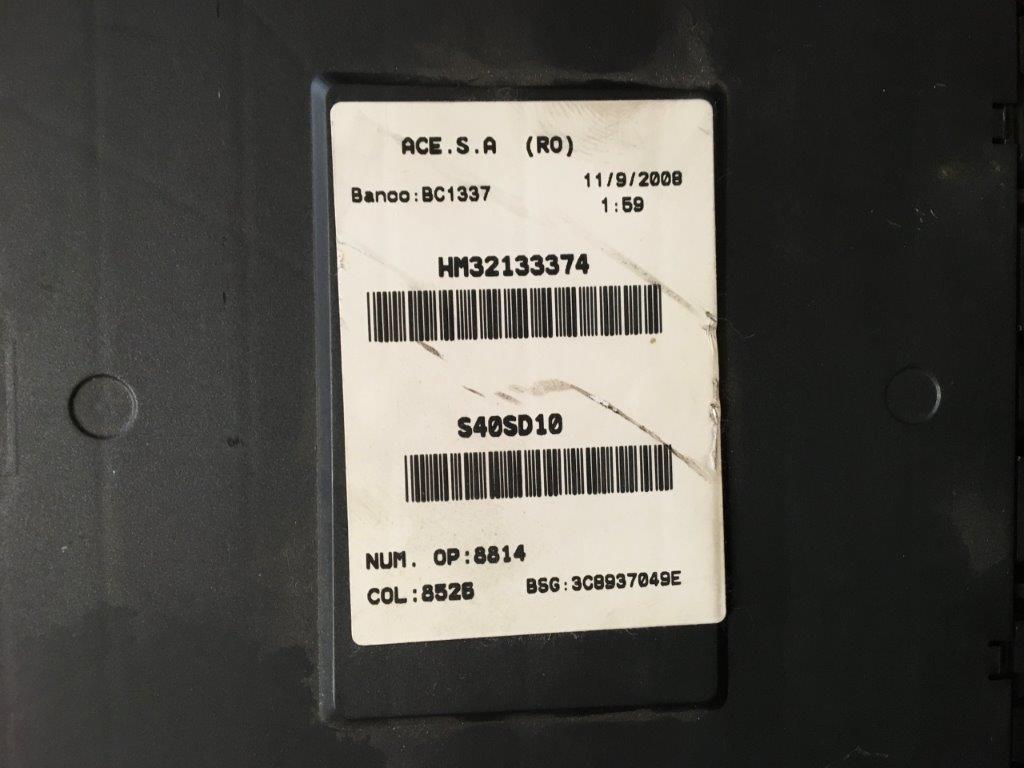 ACE.S.A (RO)
Banco:BC1337
11/9/2008
1:59
HM32133374
S40SD10
NUM. OP:8814
COL:8526
BSG:3C8937049E